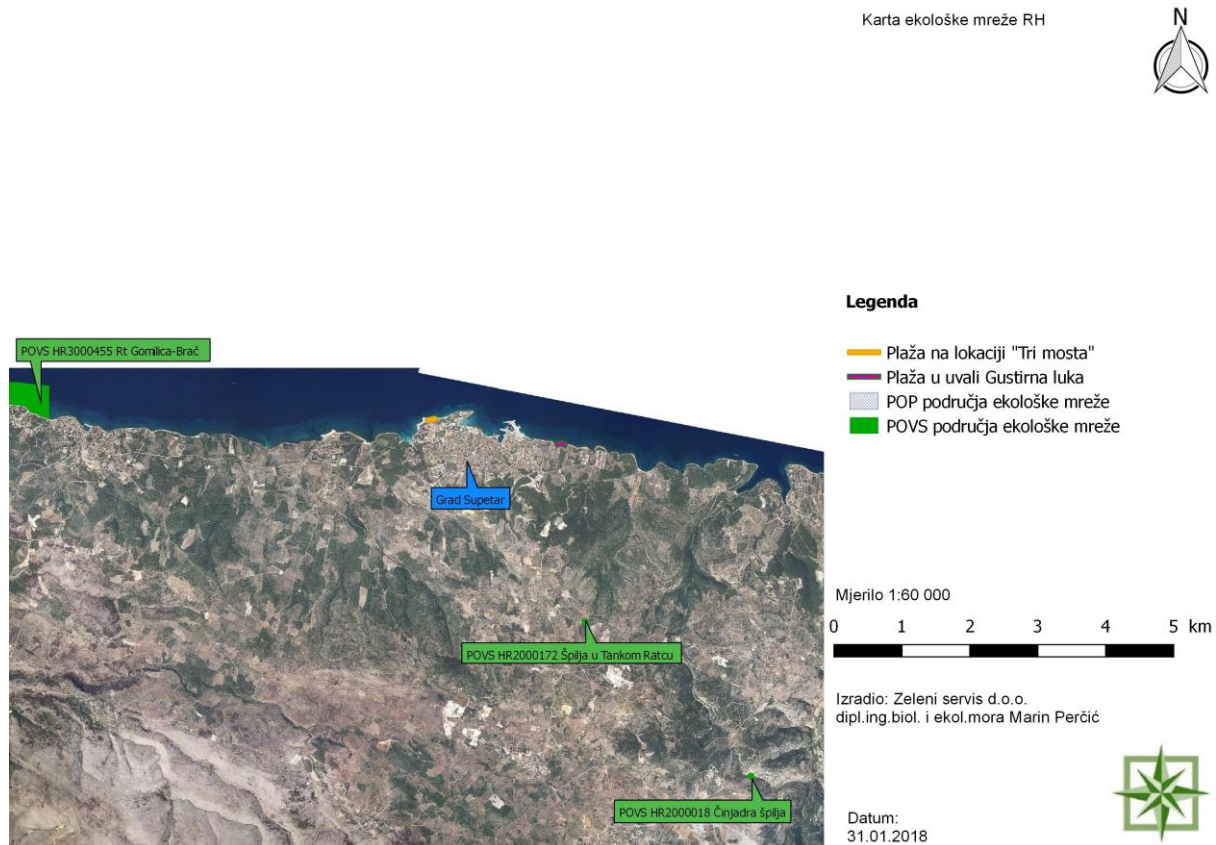 Karta ekološke mreže RH
N
POVS HR3000455 Rt Gomilica-Brač
Grad Supetar
POVS HR2000172 Špilja u Tankom Ratcu
POVS HR2000018 Činjadra špilja
Legenda
Plaža na lokaciji "Tri mosta"
Plaža u uvali Gustirna luka
POP područja ekološke mreže
POVS područja ekološke mreže
Mjerilo 1:60 000
0 1 2 3 4 5 km
Izradio: Zeleni servis d.o.o.
dipl.ing.biol. i ekol.mora Marin Perčić
Datum:
31.01.2018